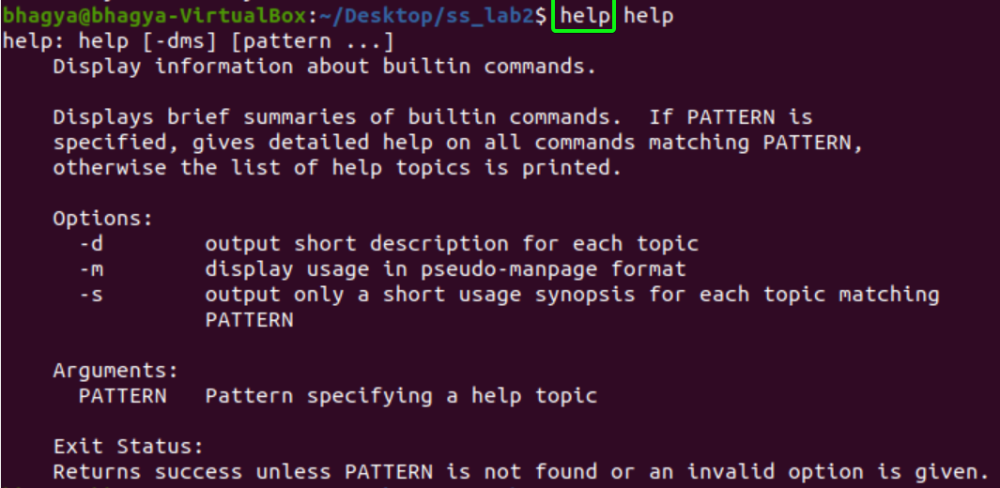 bhagya@bhagya-VirtualBox:~/Desktop/ss_lab2$ help help
help: help [-dms] [pattern ...]
    Display information about builtin commands.

    Displays brief summaries of builtin commands.  If PATTERN is
    specified, gives detailed help on all commands matching PATTERN,
    otherwise the list of help topics is printed.

    Options:
      -d        output short description for each topic
      -m        display usage in pseudo-manpage format
      -s        output only a short usage synopsis for each topic matching
                PATTERN

    Arguments:
      PATTERN   Pattern specifying a help topic

    Exit Status:
    Returns success unless PATTERN is not found or an invalid option is given.